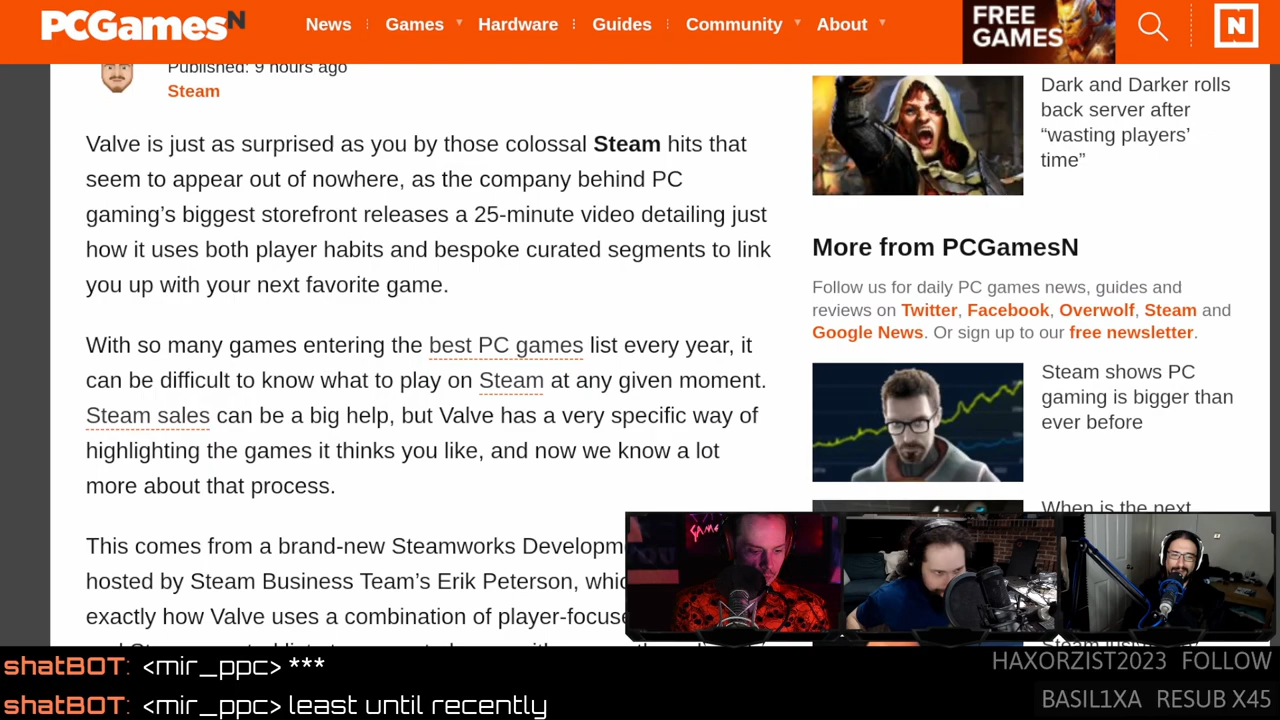 PCGamesN
News
Games
Hardware
Guides
Community
About
FREE
GAMES
N
Published: 9 hours ago
Steam
Valve is just as surprised as you by those colossal Steam hits that
seem to appear out of nowhere, as the company behind PC
gaming’s biggest storefront releases a 25-minute video detailing just
how it uses both player habits and bespoke curated segments to link
you up with your next favorite game.
With so many games entering the best PC games list every year, it
can be difficult to know what to play on Steam at any given moment.
Steam sales can be a big help, but Valve has a very specific way of
highlighting the games it thinks you like, and now we know a lot
more about that process.
This comes from a brand-new Steamworks
hosted by Steam Business Team’s Erik Peterson,
exactly how Valve uses a combination of
Dark and Darker rolls
back server after
“wasting players’
time”
More from PCGamesN
Follow us for daily PC games news, guides and
reviews on Twitter, Facebook, Overwolf, Steam and
Google News. Or sign up to our free newsletter.
Steam shows PC
gaming is bigger than
ever before
When is the next
GAME
shatBOT: <mir_ppc> ***
shatBOT: <mir_ppc> least until recently
HAXORZIST2023 FOLLOW
BASIL1XA RESUB X45